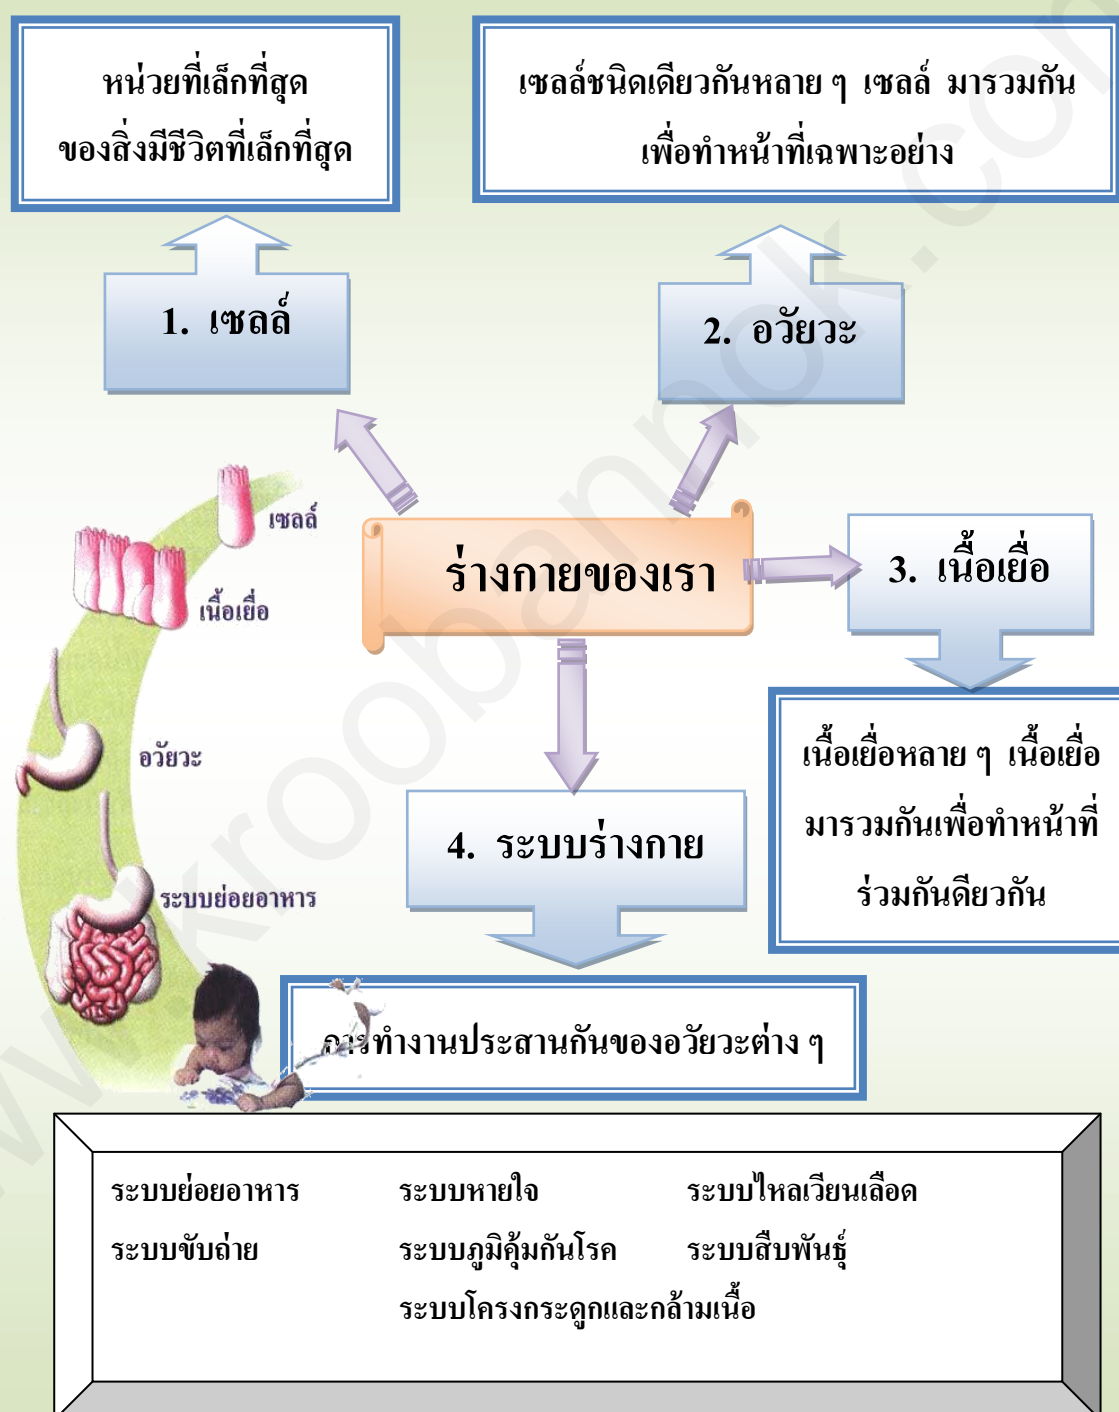 หน่วยที่เล็กที่สุด
ของสิ่งมีชีวิตที่เล็กที่สุด
เซลล์ชนิดเดียวกันหลาย ๆ เซลล์ มารวมกัน
เพื่อทำหน้าที่เฉพาะอย่าง
1. เซลล์
2. อวัยวะ
เซลล์
เนื้อเยื่อ
อวัยวะ
ระบบย่อยอาหาร
ร่างกายของเรา
3. เนื้อเยื่อ
เนื้อเยื่อหลาย ๆ เนื้อเยื่อ
มารวมกันเพื่อทำหน้าที่
ร่วมกันดียวกัน
4. ระบบร่างกาย
การทำงานประสานกันของอวัยวะต่าง ๆ
ระบบย่อยอาหาร ระบบหายใจ ระบบไหลเวียนเลือด
ระบบขับถ่าย ระบบภูมิคุ้มกันโรค ระบบสืบพันธุ์
ระบบโครงกระดูกและกล้ามเนื้อ
www.kroobannok.com